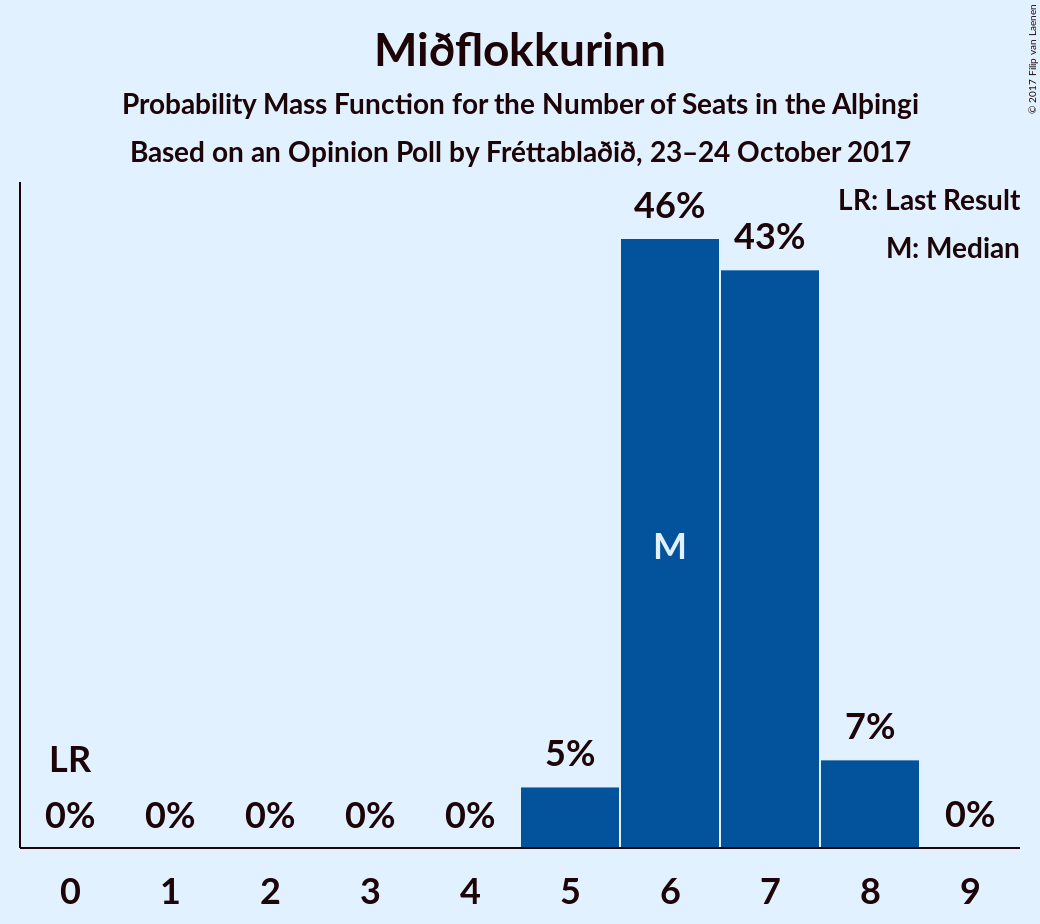 Miðflokkurinn
Probability Mass Function for the Number of Seats in the Alþingi
Based on an Opinion Poll by Fréttablaðið, 23–24 October 2017
© 2017 Filip van Laenen
LR: Last Result
M: Median
46%
43%
M
7%
5%
LR
0% 0% 0% 0% 0% 0%
0 1 2 3 4 5 6 7 8 9